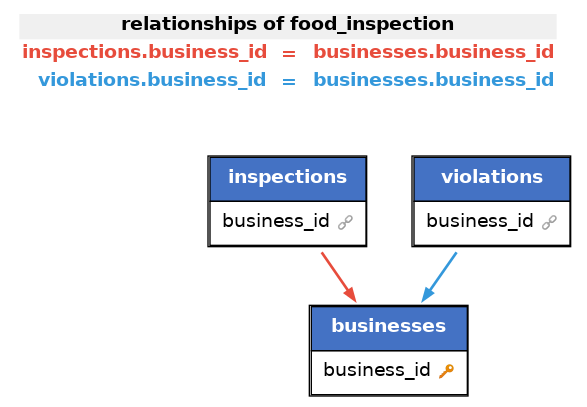 relationships of food_inspection
inspections.business_id = businesses.business_id
violations.business_id = businesses.business_id
inspections violations
business_id business_id
businesses
business_id